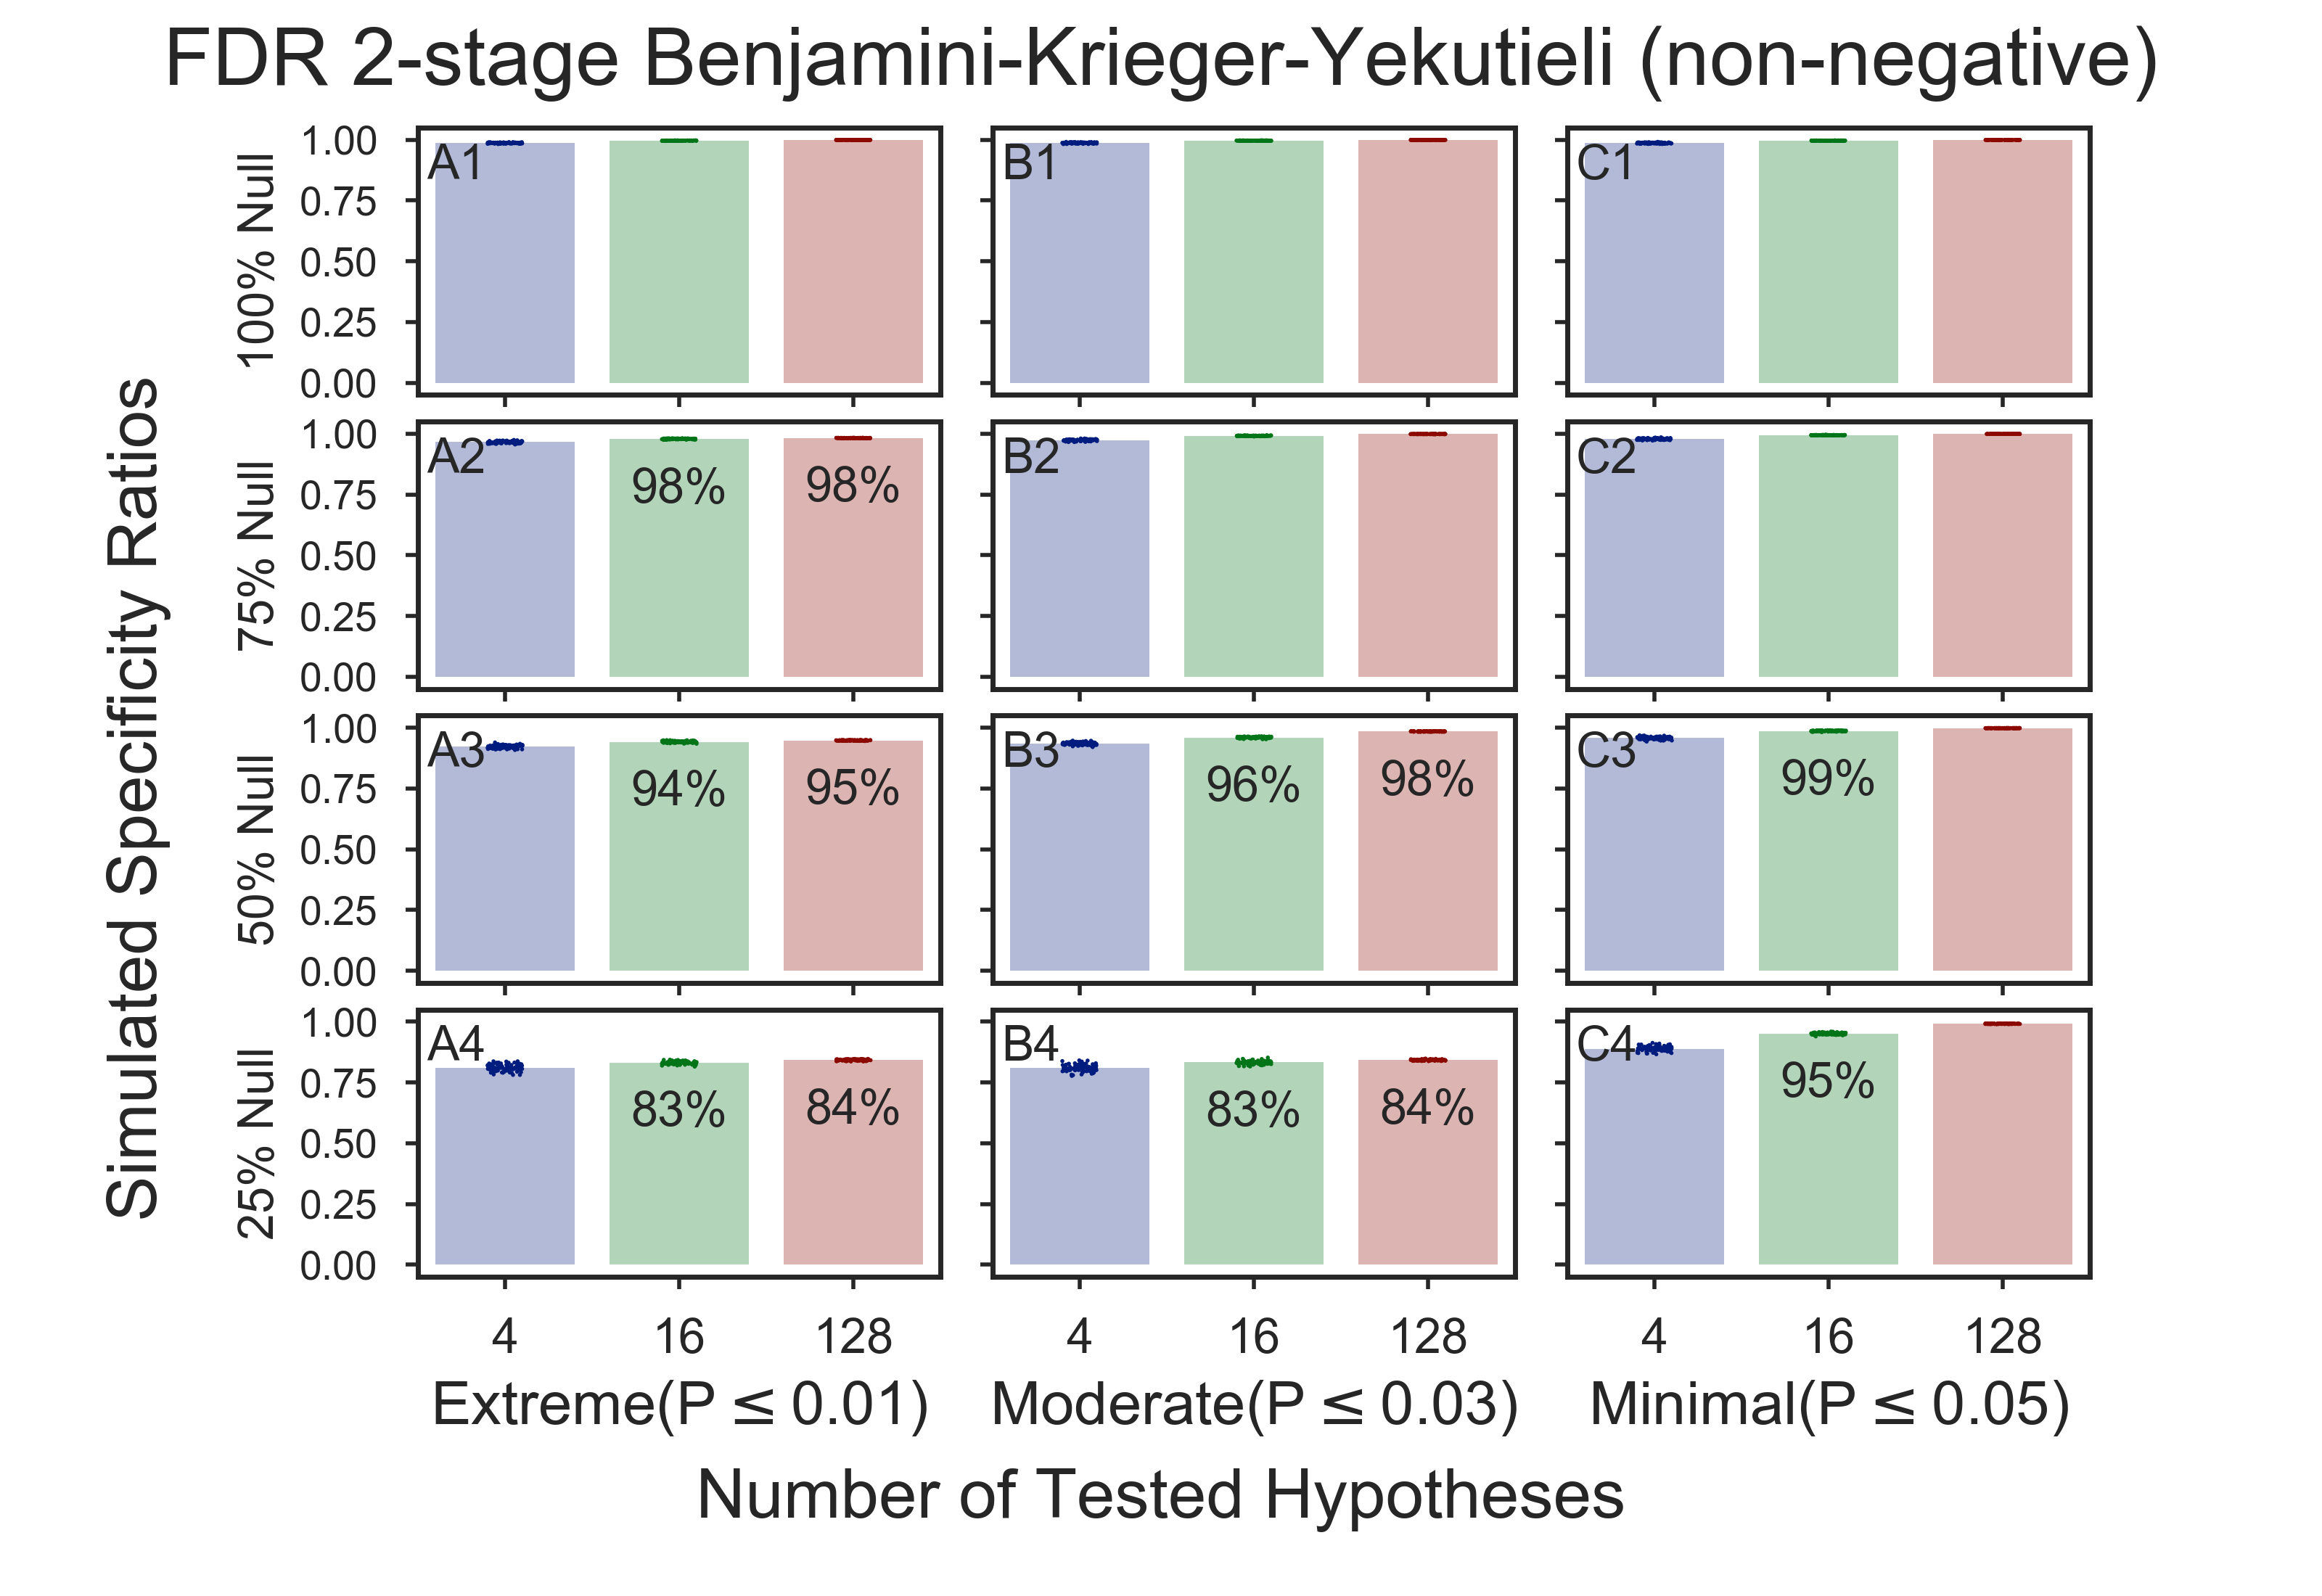 FDR 2-stage Benjamini-Krieger-Yekutieli (non-negative)
Simulated Specificity Ratios
100% Null
1.00
0.75
0.50
0.25
0.00
A1
B1
C1
75% Null
1.00
0.75
0.50
0.25
0.00
A2
98%
98%
B2
C2
50% Null
1.00
0.75
0.50
0.25
0.00
A3
94%
95%
B3
96%
98%
C3
99%
25% Null
1.00
0.75
0.50
0.25
0.00
A4
83%
84%
B4
83%
84%
C4
95%
4 16 128
4 16 128
4 16 128
Extreme(P ≤ 0.01)
Moderate(P ≤ 0.03)
Minimal(P ≤ 0.05)
Number of Tested Hypotheses